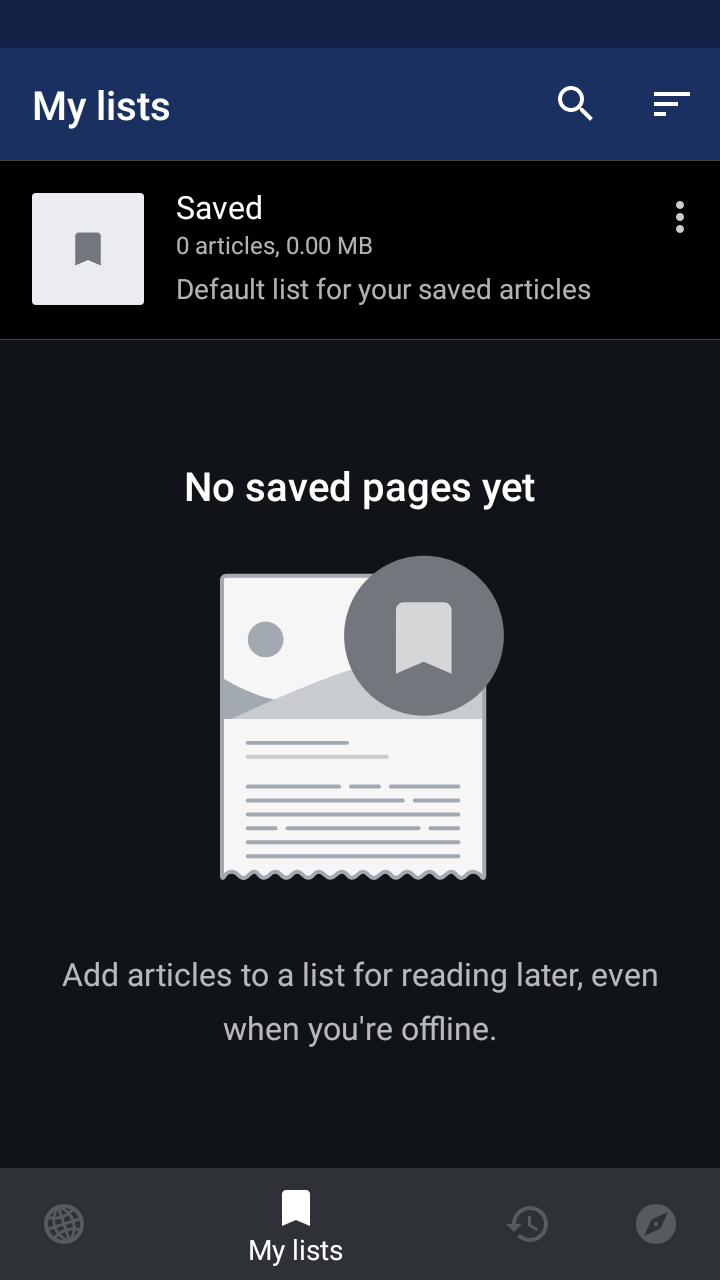 My lists
Saved
0 articles, 0.00 MB
Default list for your saved articles
No saved pages yet
Add articles to a list for reading later, even
when you're offline.
My lists